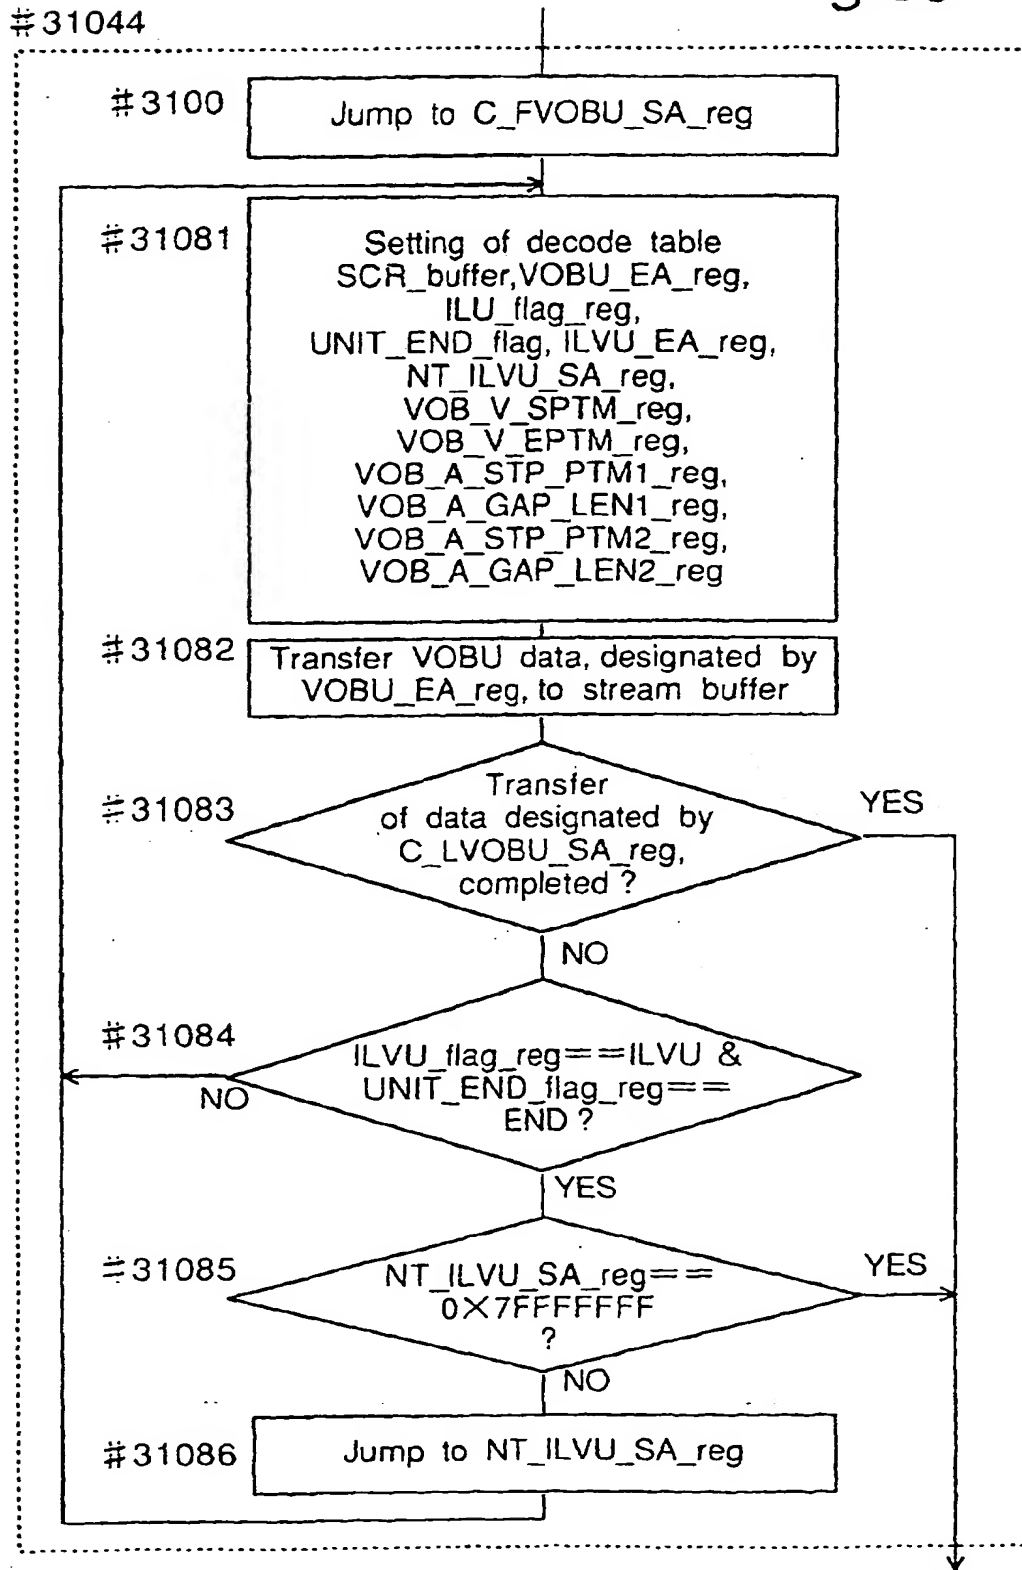 #31044
#3100
Jump to C_FVOBU_SA_reg
#31081
Setting of decode table
SCR_buffer,VOBU_EA_reg,
ILU_flag_reg,
UNIT_END_flag, ILVU_EA_reg,
NT_ILVU_SA_reg,
VOB_V_SPTM_reg,
VOB_V_EPTM_reg,
VOB_A_STP_PTM1_reg,
VOB_A_GAP_LEN1_reg,
VOB_A_STP_PTM2_reg,
VOB_A_GAP_LEN2_reg
#31082
Transfer VOBU data, designated by
VOBU_EA_reg, to stream buffer
#31083
Transfer
of data designated by
C_LVOBU_SA_reg,
completed ?
YES
NO
#31084
ILVU_flag_reg==ILVU &
UNIT_END_flag_reg==
END ?
NO
YES
#31085
NT_ILVU_SA_reg==
0X7FFFFFFF
?
YES
NO
#31086
Jump to NT_ILVU_SA_reg